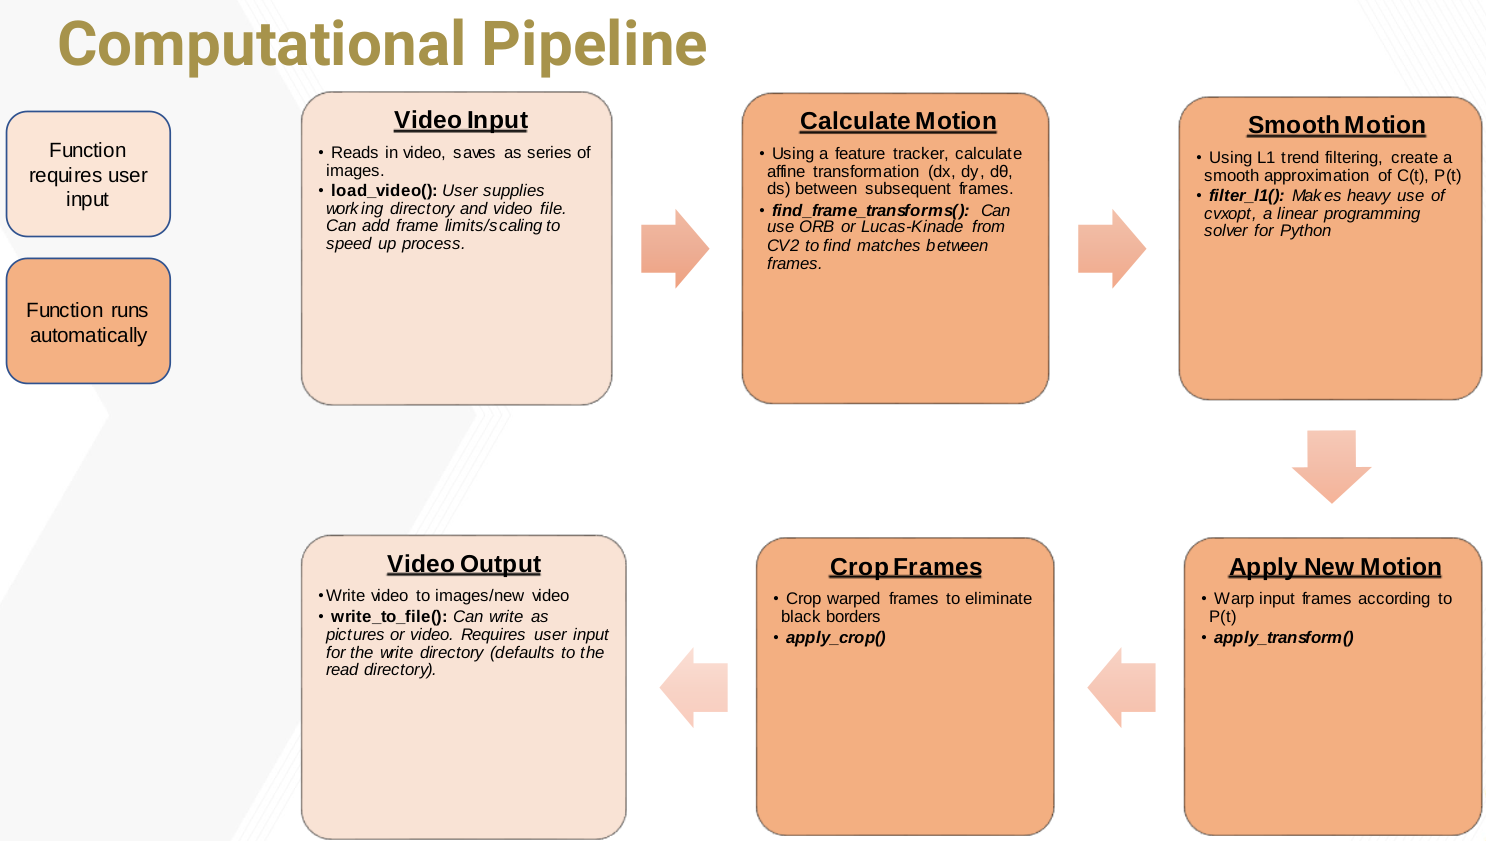 Computational Pipeline
Function
requires user
input
Function runs
automatically
Video Input
• Reads in video, saves as series of
images.
• load_video(): User supplies
working directory and video file.
Can add frame limits/scaling to
speed up process.
Calculate Motion
• Using a feature tracker, calculate
affine transformation (dx, dy, dθ,
ds) between subsequent frames.
• find_frame_transforms(): Can
use ORB or Lucas-Kinade from
CV2 to find matches between
frames.
Smooth Motion
• Using L1 trend filtering, create a
smooth approximation of C(t), P(t)
• filter_l1(): Makes heavy use of
cvxopt, a linear programming
solver for Python
Apply New Motion
• Warp input frames according to
P(t)
• apply_transform()
Crop Frames
• Crop warped frames to eliminate
black borders
• apply_crop()
Video Output
• Write video to images/new video
• write_to_file(): Can write as
pictures or video. Requires user input
for the write directory (defaults to the
read directory).